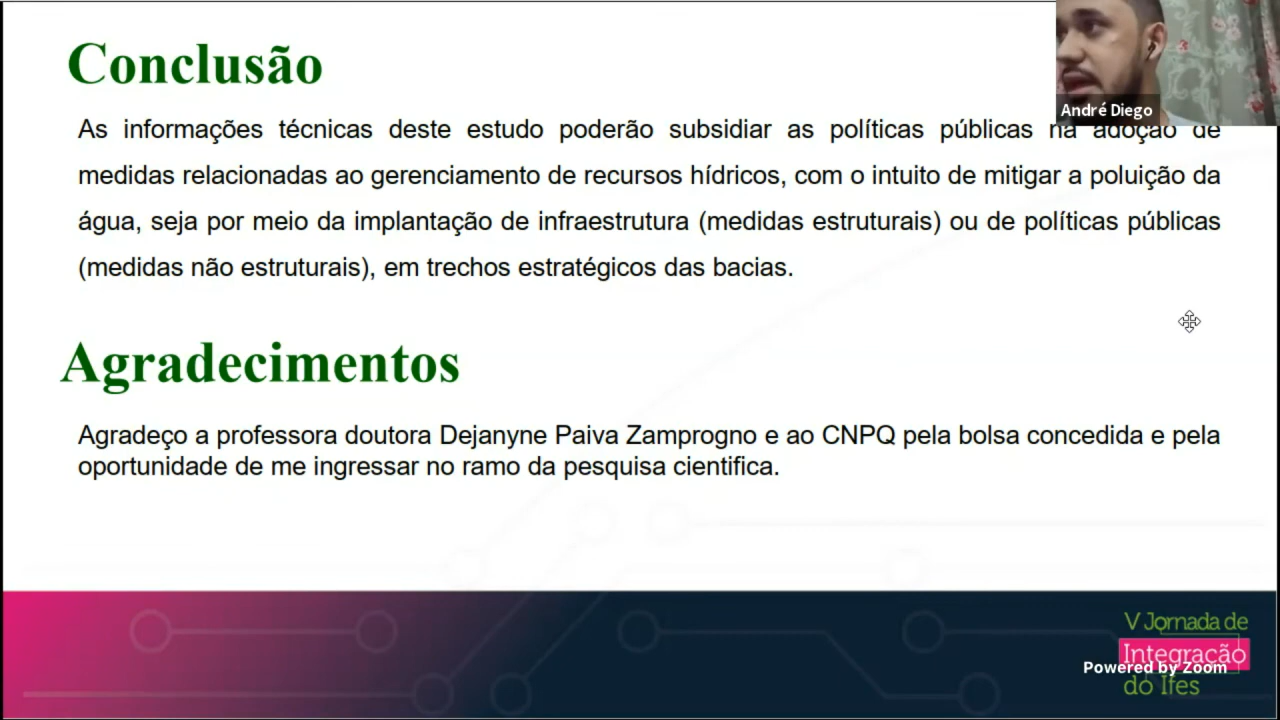 Conclusão
André Diego
As informações técnicas deste estudo poderão subsidiar as políticas públicas na adoção de
medidas relacionadas ao gerenciamento de recursos hídricos, com o intuito de mitigar a poluição da
água, seja por meio da implantação de infraestrutura (medidas estruturais) ou de políticas públicas
(medidas não estruturais), em trechos estratégicos das bacias.
Agradecimentos
Agradeço a professora doutora Dejanyne Paiva Zamprogno e ao CNPQ pela bolsa concedida e pela
oportunidade de me ingressar no ramo da pesquisa cientifica.
V Jornada de
Integração
Powered by Zoom
do Ifes